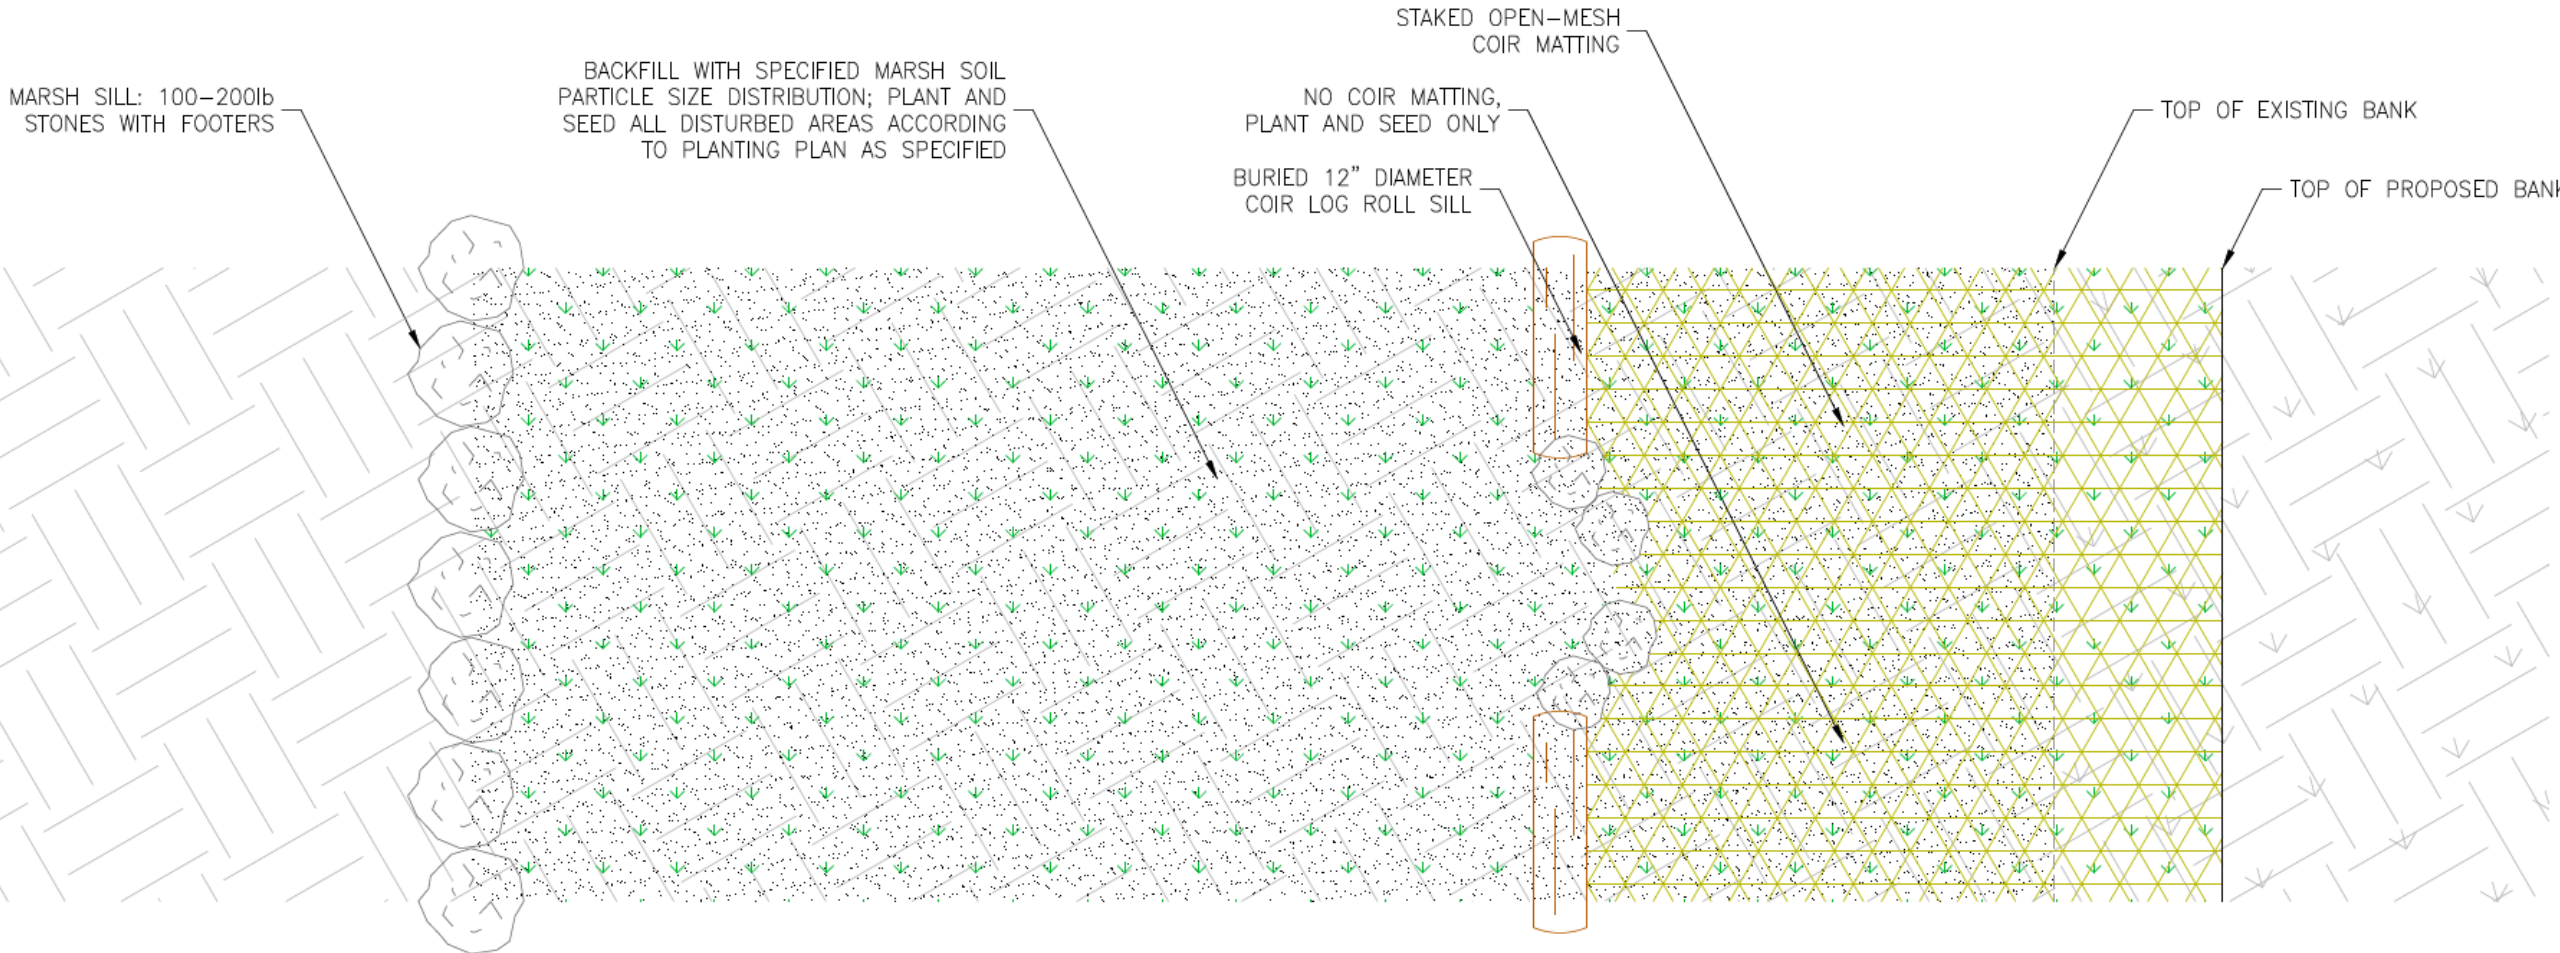 STAKED OPEN-MESH
COIR MATTING
BACKFILL WITH SPECIFIED MARSH SOIL
PARTICLE SIZE DISTRIBUTION; PLANT AND
SEED ALL DISTURBED AREAS ACCORDING
TO PLANTING PLAN AS SPECIFIED
MARSH SILL: 100-200lb
STONES WITH FOOTERS
NO COIR MATTING,
PLANT AND SEED ONLY
TOP OF EXISTING BANK
BURIED 12" DIAMETER
COIR LOG ROLL SILL
TOP OF PROPOSED BANK